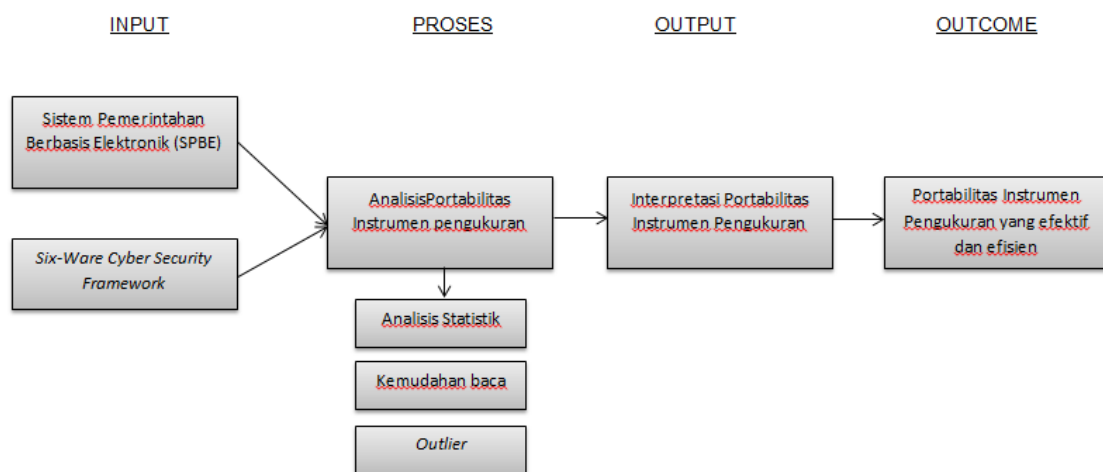 INPUT
PROSES
OUTPUT
OUTCOME
Sistem Pemerintahan
Berbasis Elektronik (SPBE)
Six-Ware Cyber Security
Framework
AnalisisPortabilitas
Instrumen pengukuran
Analisis Statistik
Kemudahan baca
Outlier
Interpretasi Portabilitas
Instrumen Pengukuran
Portabilitas Instrumen
Pengukuran yang efektif
dan efisien